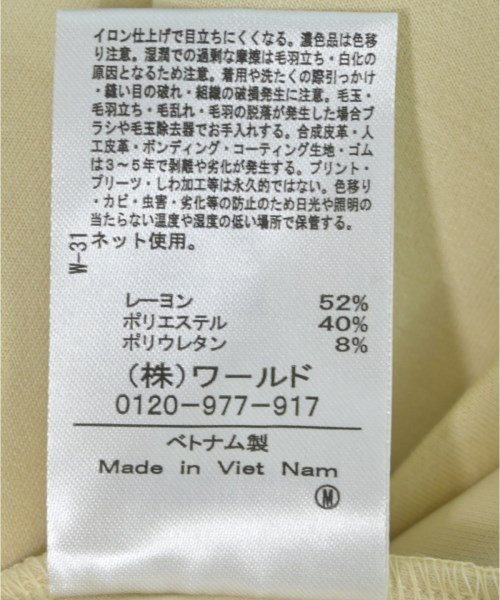 イロン仕上げで目立ちにくくなる。濃色品は色移
り注意。湿潤での過剰な摩擦は毛羽立ち・白化の
原因となるため注意。着用や洗たくの際引っかけ
・縫い目の破れ・組織の破損発生に注意。毛玉・
毛羽立ち・毛乱れ・毛羽の脱落が発生した場合ブ
ラシや毛玉除去器でお手入れする。合成皮革・人
工皮革・ボンディング・コーティング生地・ゴム
は3～5年で剥離や劣化が発生する。プリント・
プリーツ・しわ加工等は永久的ではない。色移り
・カビ・虫害・劣化等の防止のため日光や照明の
当たらない温度や湿度の低い場所で保管する。
ネット使用。
W-31
レーヨン 52%
ポリエステル 40%
ポリウレタン 8%
（株）ワールド
0120-977-917
ベトナム製
Made in Viet Nam
M